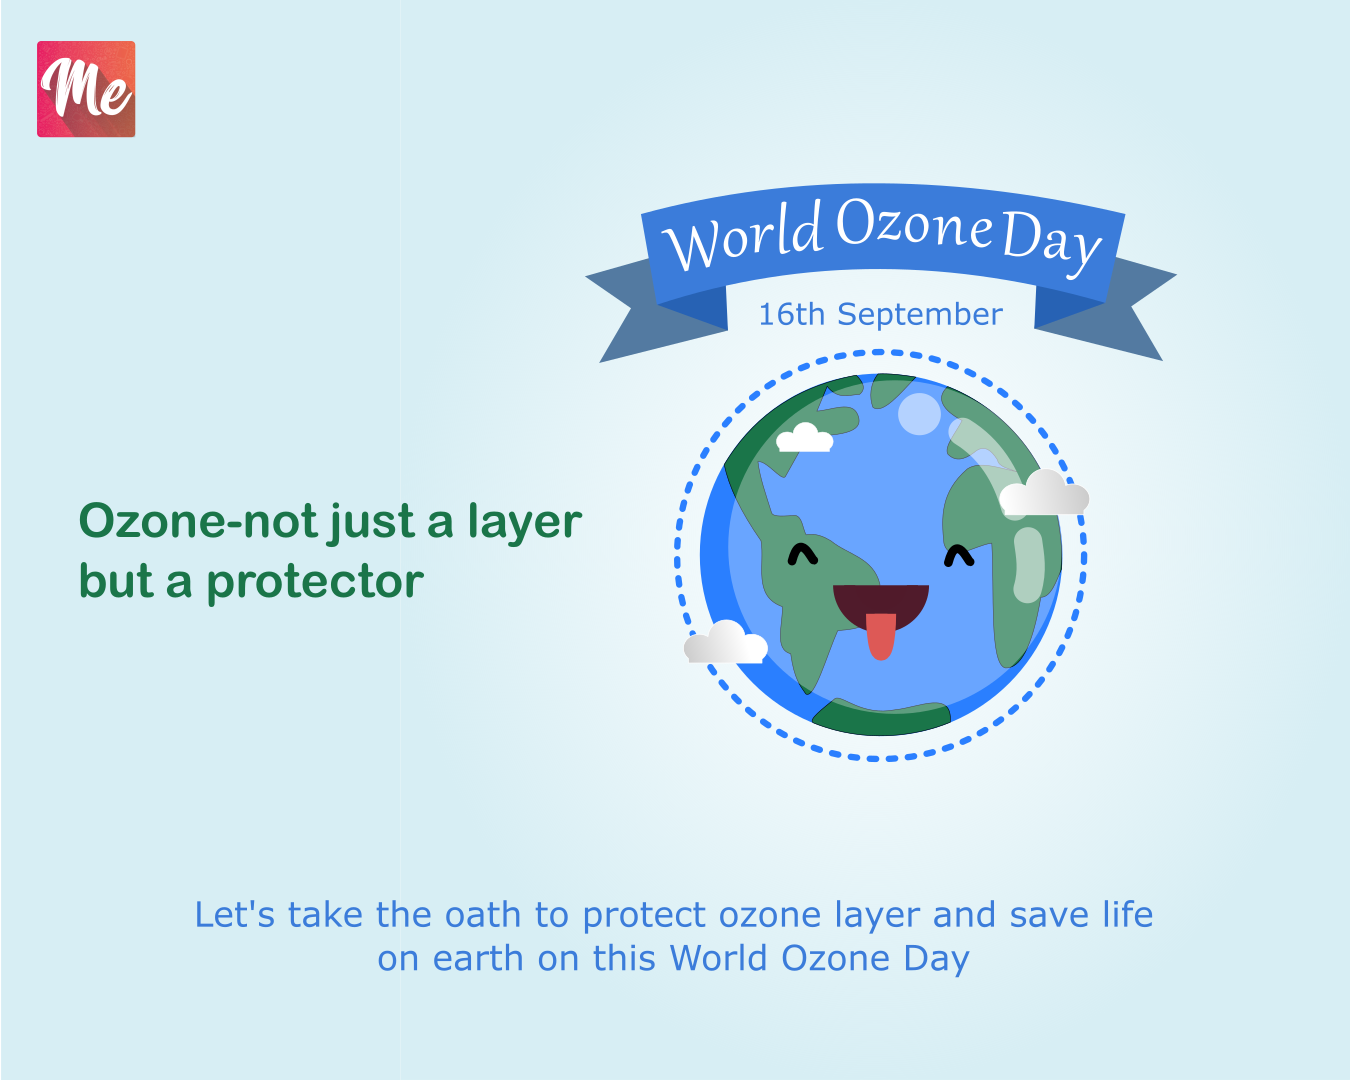 Me
World Ozone Day
16th September
Ozone-not just a layer
but a protector
Let's take the oath to protect ozone layer and save life
on earth on this World Ozone Day